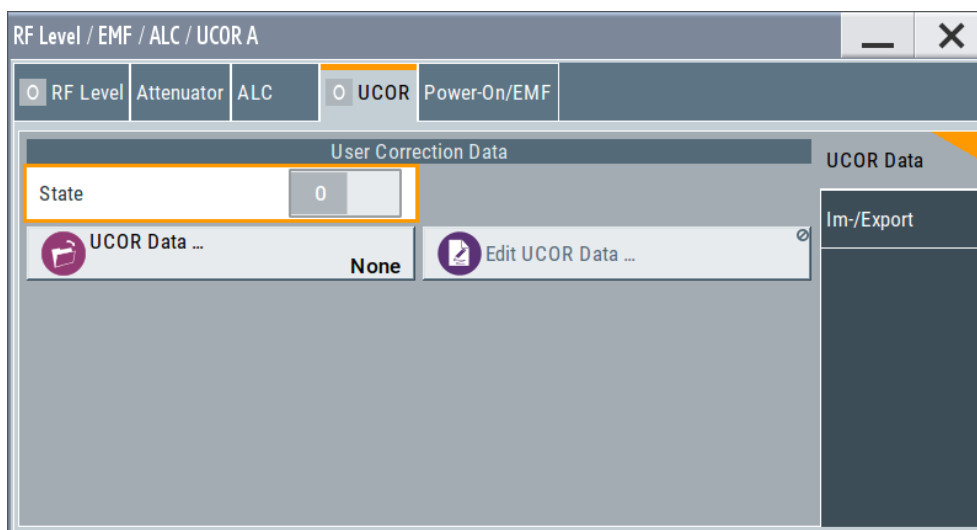 RF Level / EMF / ALC / UCOR A
O RF Level Attenuator ALC O UCOR Power-On/EMF
User Correction Data
UCOR Data
State 0
Im-/Export
UCOR Data ...
None
Edit UCOR Data ...